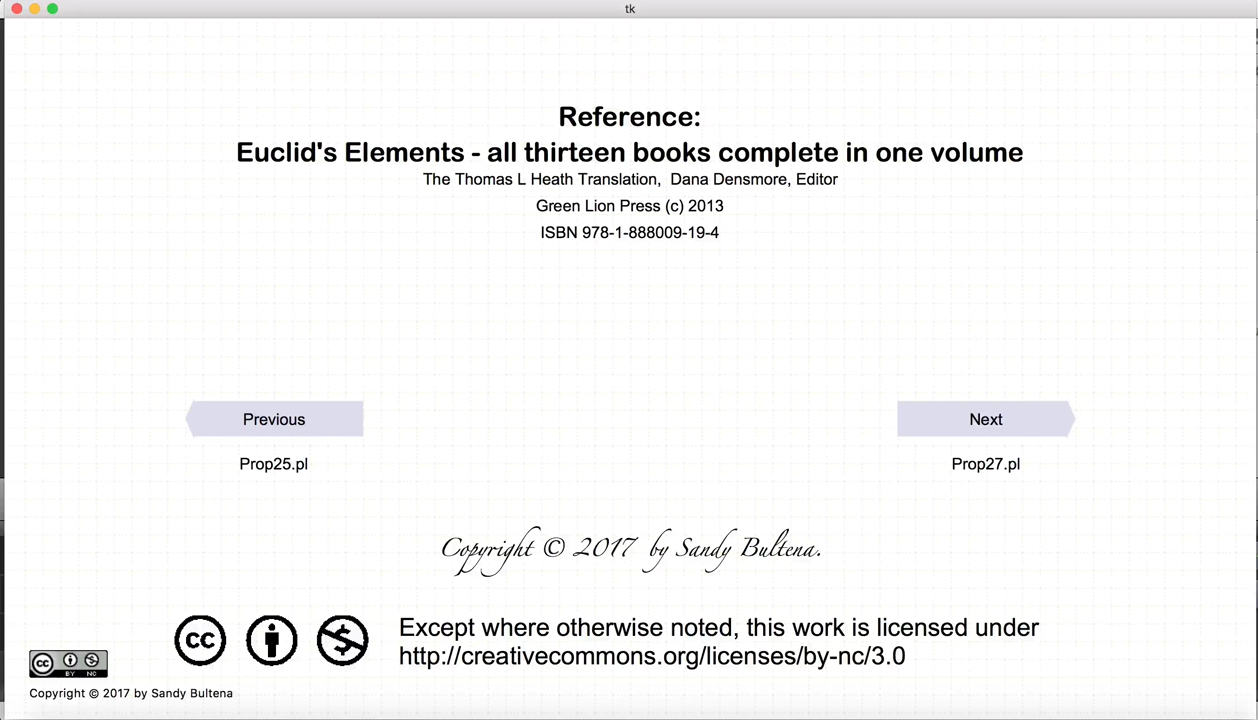 tk
Reference:
Euclid's Elements - all thirteen books complete in one volume
The Thomas L Heath Translation,  Dana Densmore, Editor
Green Lion Press (c) 2013
ISBN 978-1-888009-19-4
Previous
Next
Prop25.pl
Prop27.pl
Copyright © 2017 by Sandy Bultena.
cc
Except where otherwise noted, this work is licensed under
http://creativecommons.org/licenses/by-nc/3.0
cc
BY NC
Copyright © 2017 by Sandy Bultena